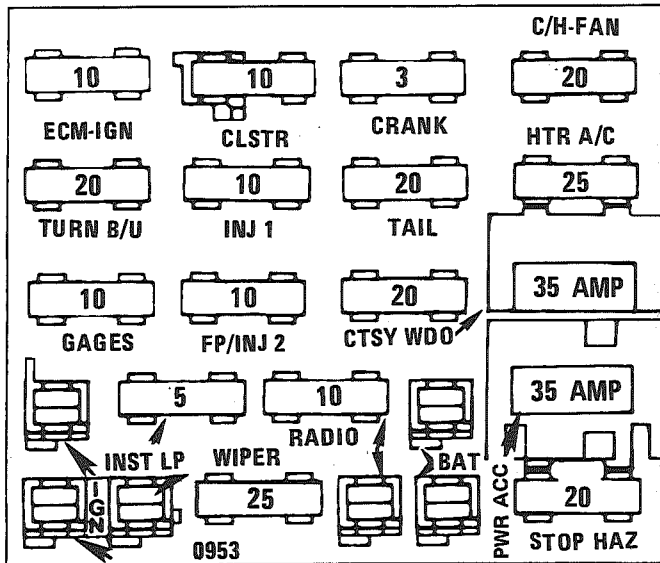 C/H-FAN
10 10 3 20
ECM-IGN CLSTR CRANK HTR A/C
20 10 20 25
TURN B/U INJ 1 TAIL
35 AMP
10 10 20
GAGES FP/INJ 2 CTSY WDO
5 10 35 AMP
RADIO
INST LP WIPER BAT
IGN 25 PWR ACC 20
0953 STOP HAZ